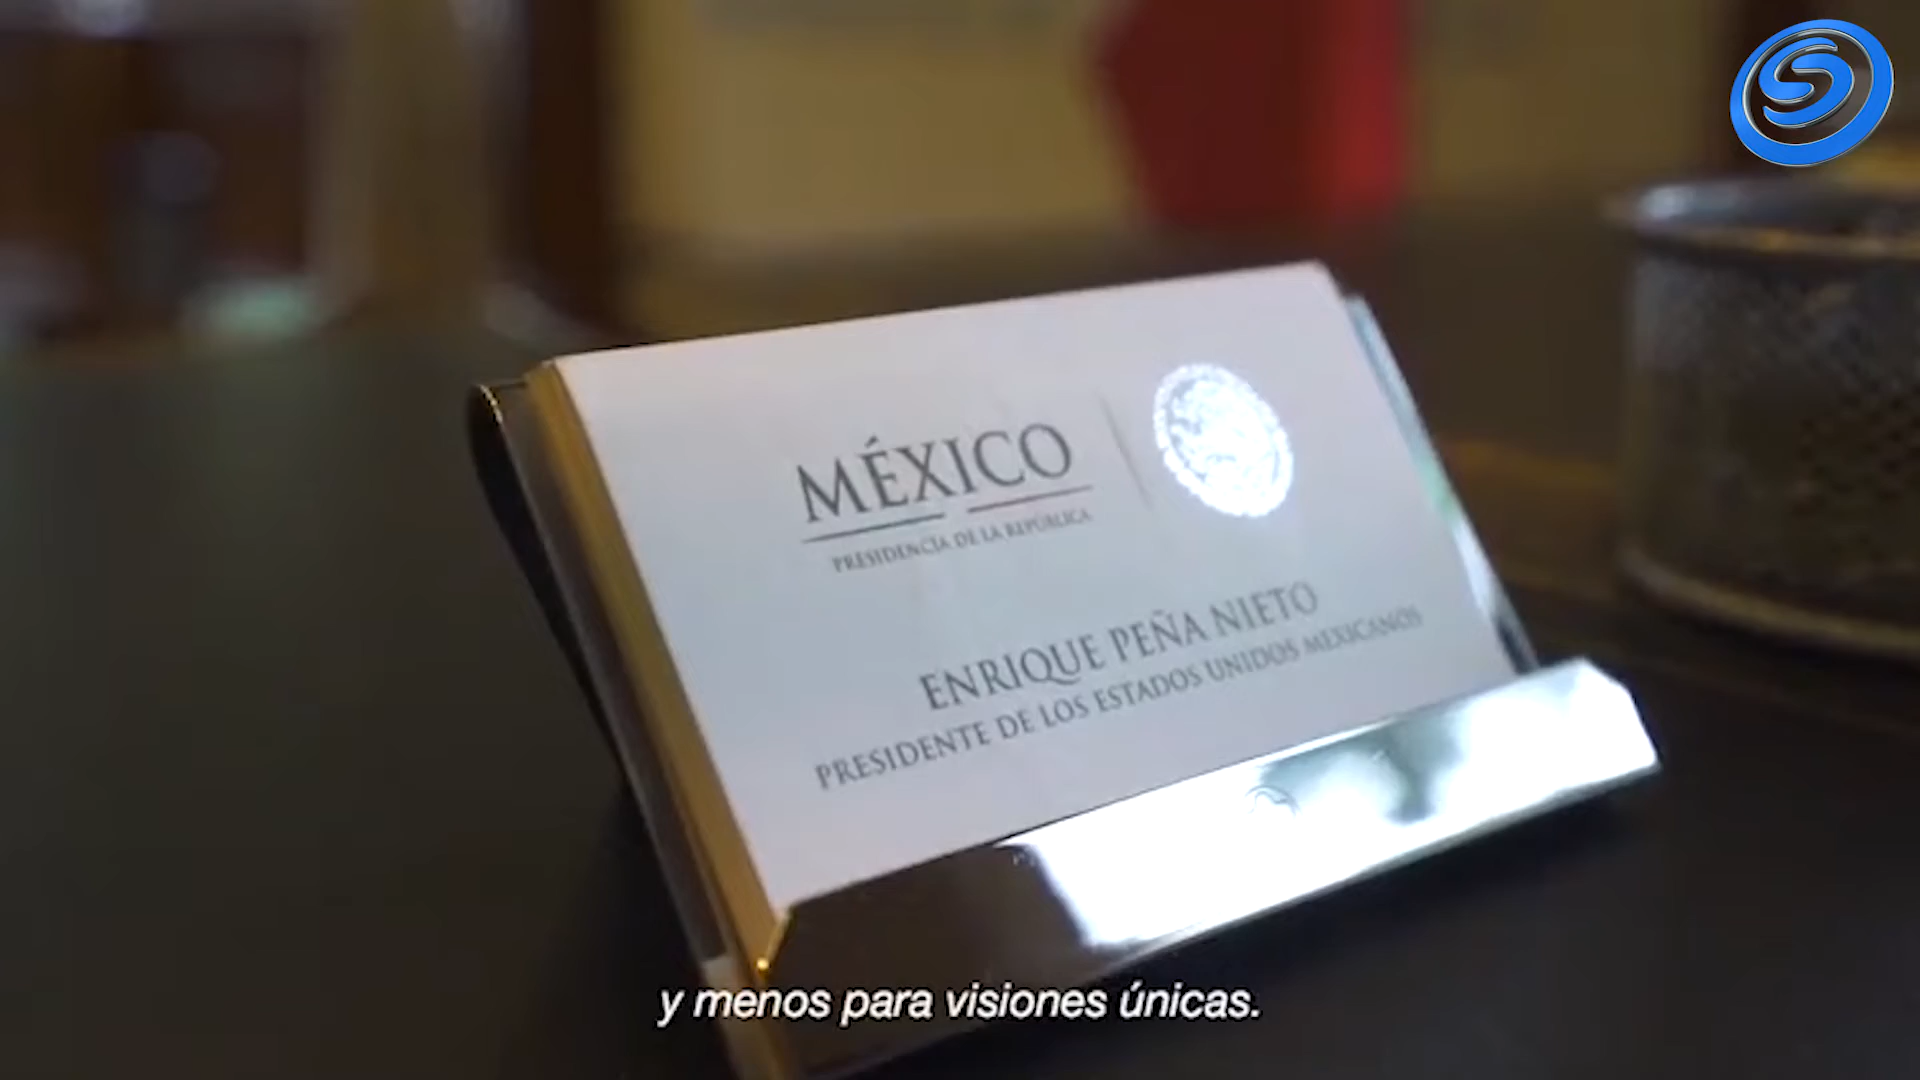 MÉXICO
PRESIDENCIA DE LA REPÚBLICA
ENRIQUE PEÑA NIETO
PRESIDENTE DE LOS ESTADOS UNIDOS MEXICANOS
y menos para visiones únicas.